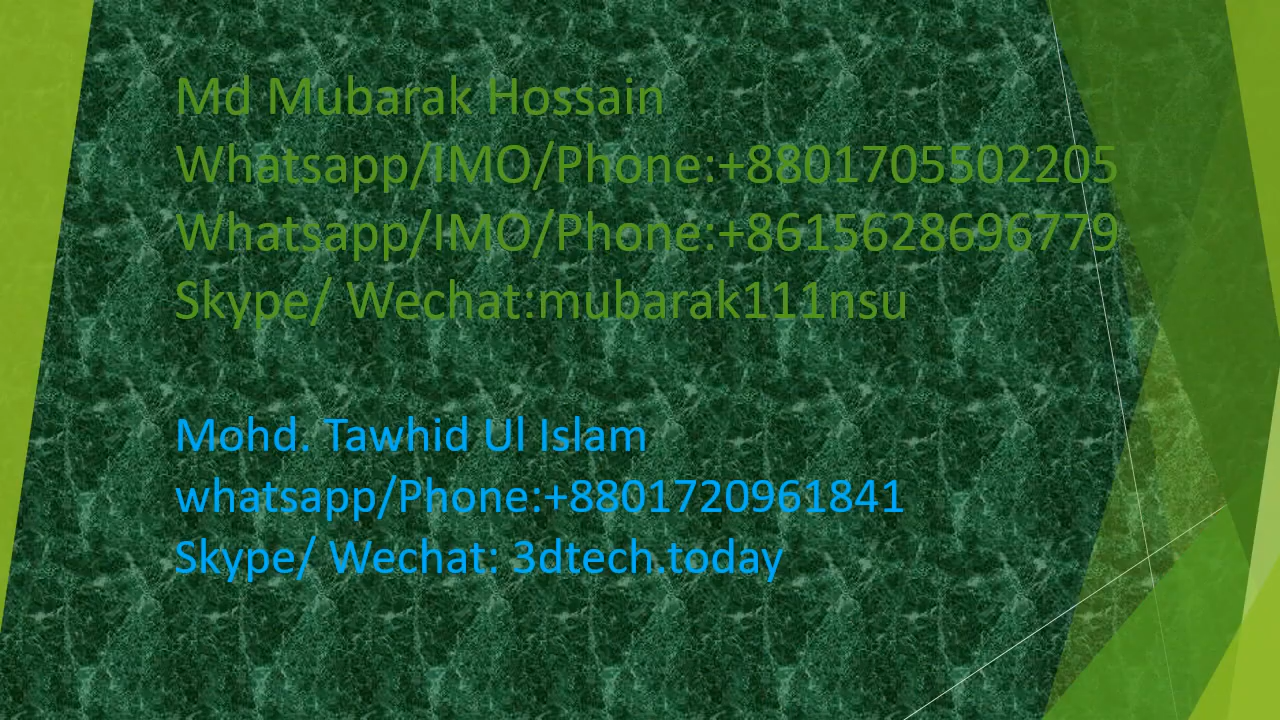 Md Mubarak Hossain
Whatsapp/IMO/Phone:+8801705502205
Whatsapp/IMO/Phone:+8615628696779
Skype/ Wechat:mubarak111nsu
Mohd. Tawhid Ul Islam
whatsapp/Phone:+8801720961841
Skype/ Wechat: 3dtech.today